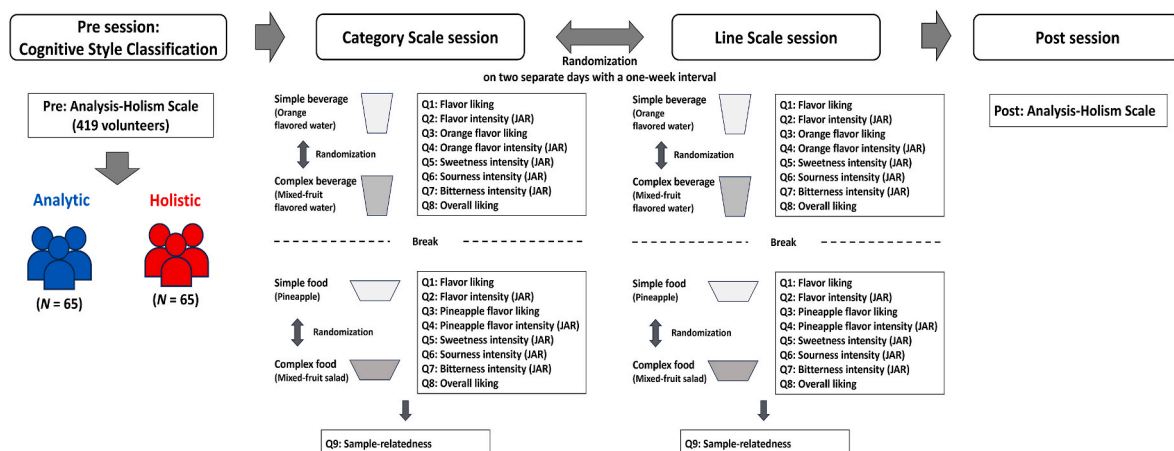 Pre session:
Cognitive Style Classification
Category Scale session
Randomization
Line Scale session
Post session
on two separate days with a one-week interval
Pre: Analysis-Holism Scale
(419 volunteers)
Analytic
Holistic
(N = 65)
(N = 65)
Simple beverage
(Orange
flavored water)
Randomization
Complex beverage
(Mixed-fruit
flavored water)
Q1: Flavor liking
Q2: Flavor intensity (JAR)
Q3: Orange flavor liking
Q4: Orange flavor intensity (JAR)
Q5: Sweetness intensity (JAR)
Q6: Sourness intensity (JAR)
Q7: Bitterness intensity (JAR)
Q8: Overall liking
Break
Simple food
(Pineapple)
Randomization
Complex food
(Mixed-fruit salad)
Q1: Flavor liking
Q2: Flavor intensity (JAR)
Q3: Pineapple flavor liking
Q4: Pineapple flavor intensity (JAR)
Q5: Sweetness intensity (JAR)
Q6: Sourness intensity (JAR)
Q7: Bitterness intensity (JAR)
Q8: Overall liking
Q9: Sample-relatedness
Simple beverage
(Orange
flavored water)
Randomization
Complex beverage
(Mixed-fruit
flavored water)
Q1: Flavor liking
Q2: Flavor intensity (JAR)
Q3: Orange flavor liking
Q4: Orange flavor intensity (JAR)
Q5: Sweetness intensity (JAR)
Q6: Sourness intensity (JAR)
Q7: Bitterness intensity (JAR)
Q8: Overall liking
Break
Simple food
(Pineapple)
Randomization
Complex food
(Mixed-fruit salad)
Q1: Flavor liking
Q2: Flavor intensity (JAR)
Q3: Pineapple flavor liking
Q4: Pineapple flavor intensity (JAR)
Q5: Sweetness intensity (JAR)
Q6: Sourness intensity (JAR)
Q7: Bitterness intensity (JAR)
Q8: Overall liking
Q9: Sample-relatedness
Post: Analysis-Holism Scale